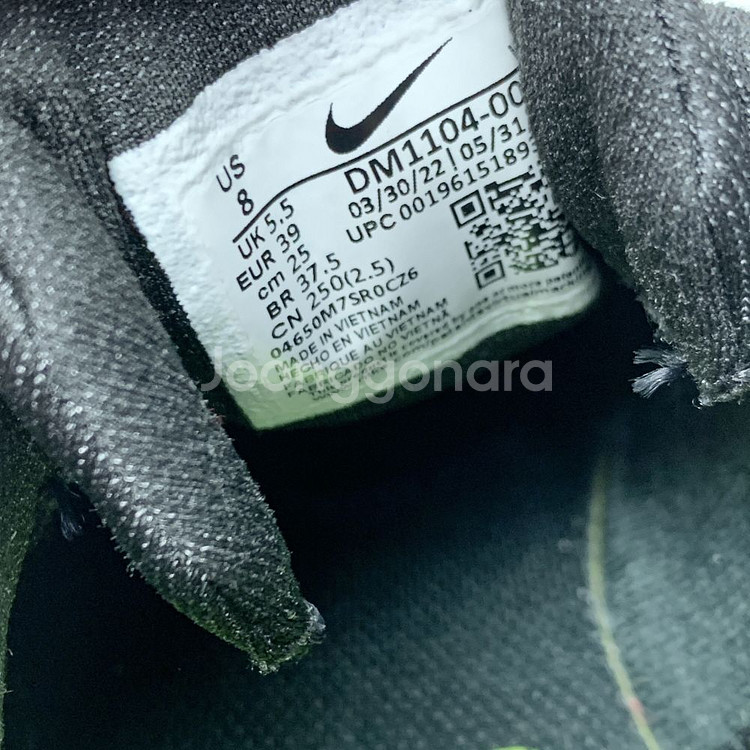 US
8
UK 5.5
EUR 39
cm 25
BR 37.5
CN 250(2.5)
04650M7SR0CZ6
MADE IN VIETNAM
HECHO EN VIETNAM
FABRIQUE AU VIETNAM
DM1104-00
03/30/22 | 05/31
UPC 0019615189
Joonggonara